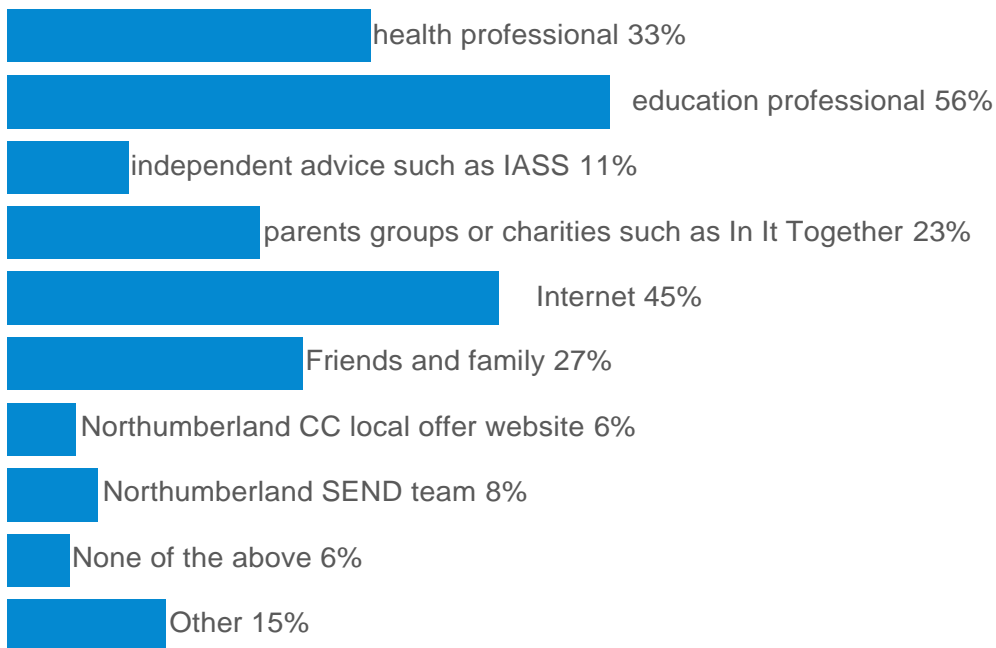 health professional 33%
education professional 56%
independent advice such as IASS 11%
parents groups or charities such as In It Together 23%
Internet 45%
Friends and family 27%
Northumberland CC local offer website 6%
Northumberland SEND team 8%
None of the above 6%
Other 15%